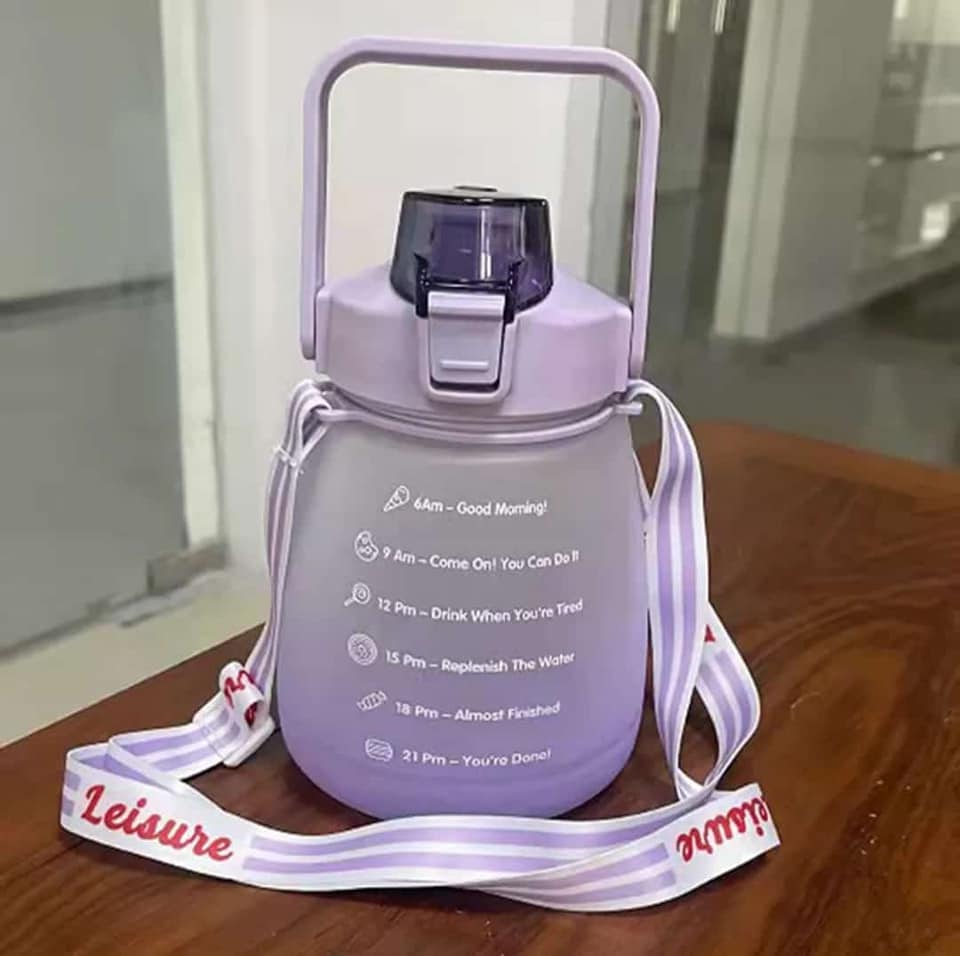 6Am – Good Morning!
9 Am – Come On! You Can Do It
12 Pm – Drink When You're Tired
15 Pm – Replenish The Water
18 Pm – Almost Finished
21 Pm – You're Done!
Leisure
Leisure